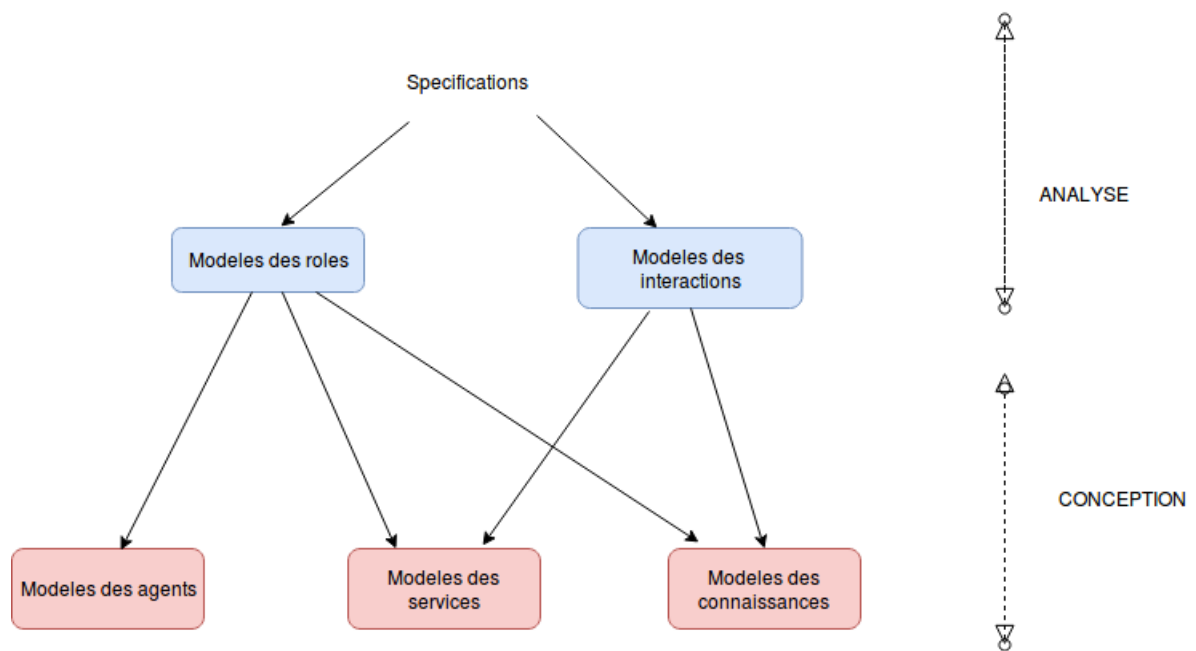 Specifications
ANALYSE
Modeles des roles
Modeles des
interactions
CONCEPTION
Modeles des agents
Modeles des
services
Modeles des
connaissances